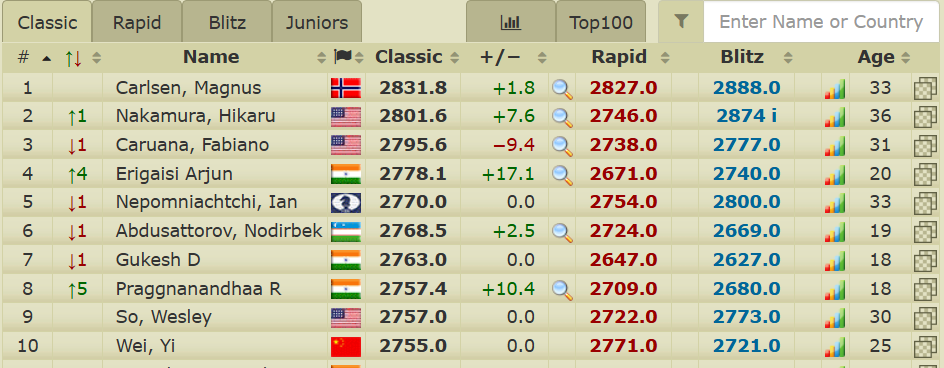 Classic Rapid Blitz Juniors Top100 Enter Name or Country
# ↑↓ Name Classic +/− Rapid Blitz Age
1 Carlsen, Magnus 2831.8 +1.8 2827.0 2888.0 33
2 ↑1 Nakamura, Hikaru 2801.6 +7.6 2746.0 2874 i 36
3 ↓1 Caruana, Fabiano 2795.6 −9.4 2738.0 2777.0 31
4 ↑4 Erigaisi Arjun 2778.1 +17.1 2671.0 2740.0 20
5 ↓1 Nepomniachtchi, Ian 2770.0 0.0 2754.0 2800.0 33
6 ↓1 Abdusattorov, Nodirbek 2768.5 +2.5 2724.0 2669.0 19
7 ↓1 Gukesh D 2763.0 0.0 2647.0 2627.0 18
8 ↑5 Praggnanandhaa R 2757.4 +10.4 2709.0 2680.0 18
9 So, Wesley 2757.0 0.0 2722.0 2773.0 30
10 Wei, Yi 2755.0 0.0 2771.0 2721.0 25